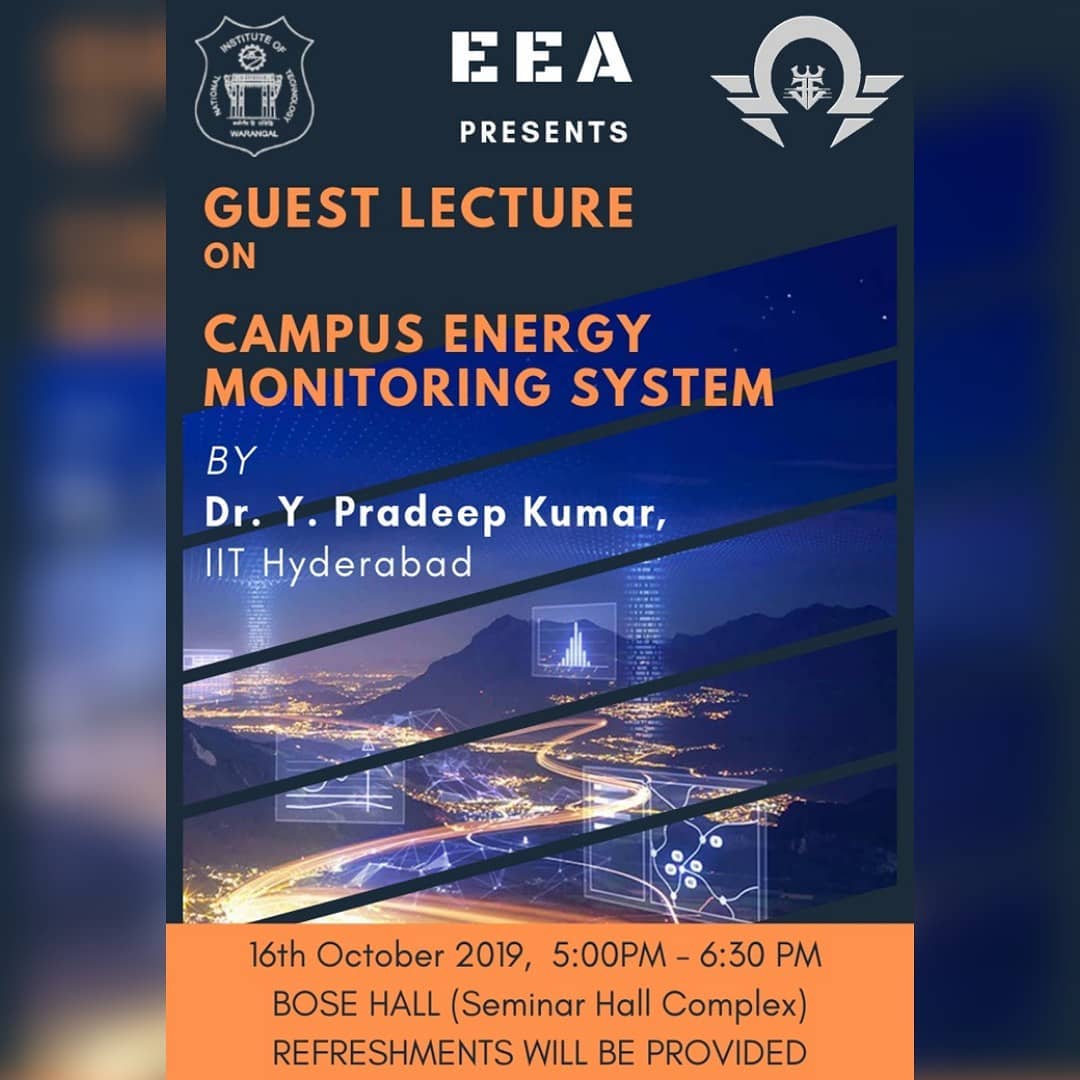 NATIONAL INSTITUTE OF TECHNOLOGY
WARANGAL
EEA
PRESENTS
GUEST LECTURE
ON
CAMPUS ENERGY
MONITORING SYSTEM
BY
Dr. Y. Pradeep Kumar,
IIT Hyderabad
16th October 2019, 5:00PM - 6:30 PM
BOSE HALL (Seminar Hall Complex)
REFRESHMENTS WILL BE PROVIDED